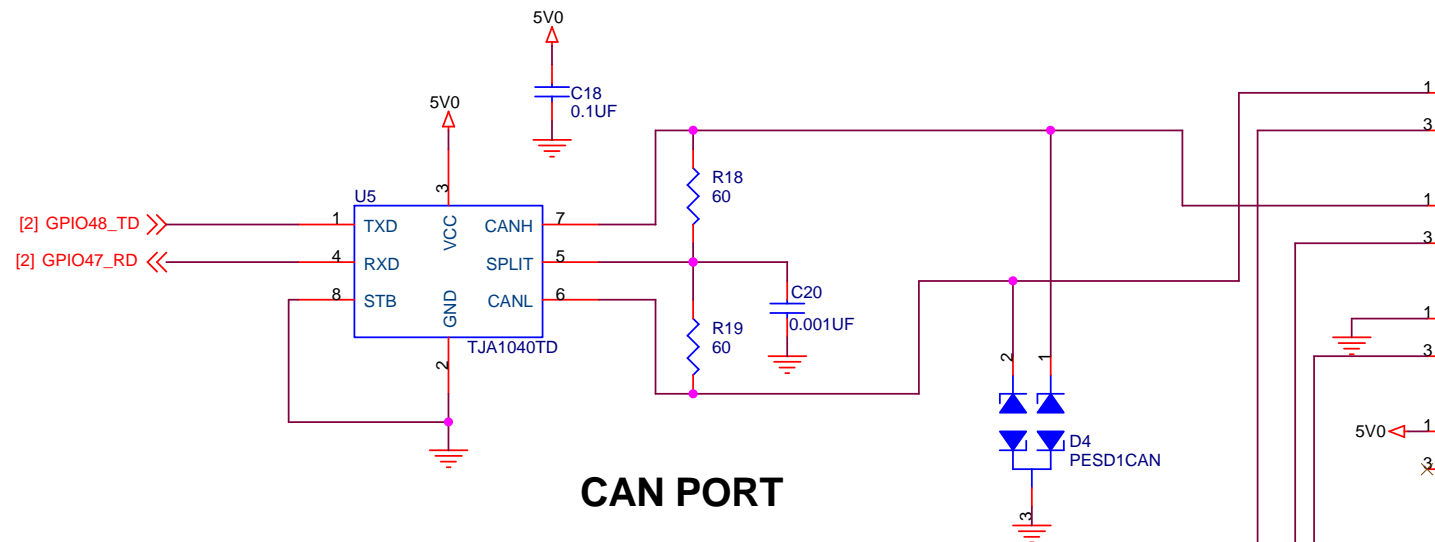 5V0
C18
0.1UF
5V0
U5
3
VCC
[2] GPIO48_TD
1
TXD
CANH
7
[2] GPIO47_RD
4
RXD
SPLIT
5
8
STB
GND
CANL
6
2
TJA1040TD
R18
60
R19
60
C20
0.001UF
2
1
D4
PESD1CAN
3
CAN PORT
1
3
1
3
1
3
5V0
1
3